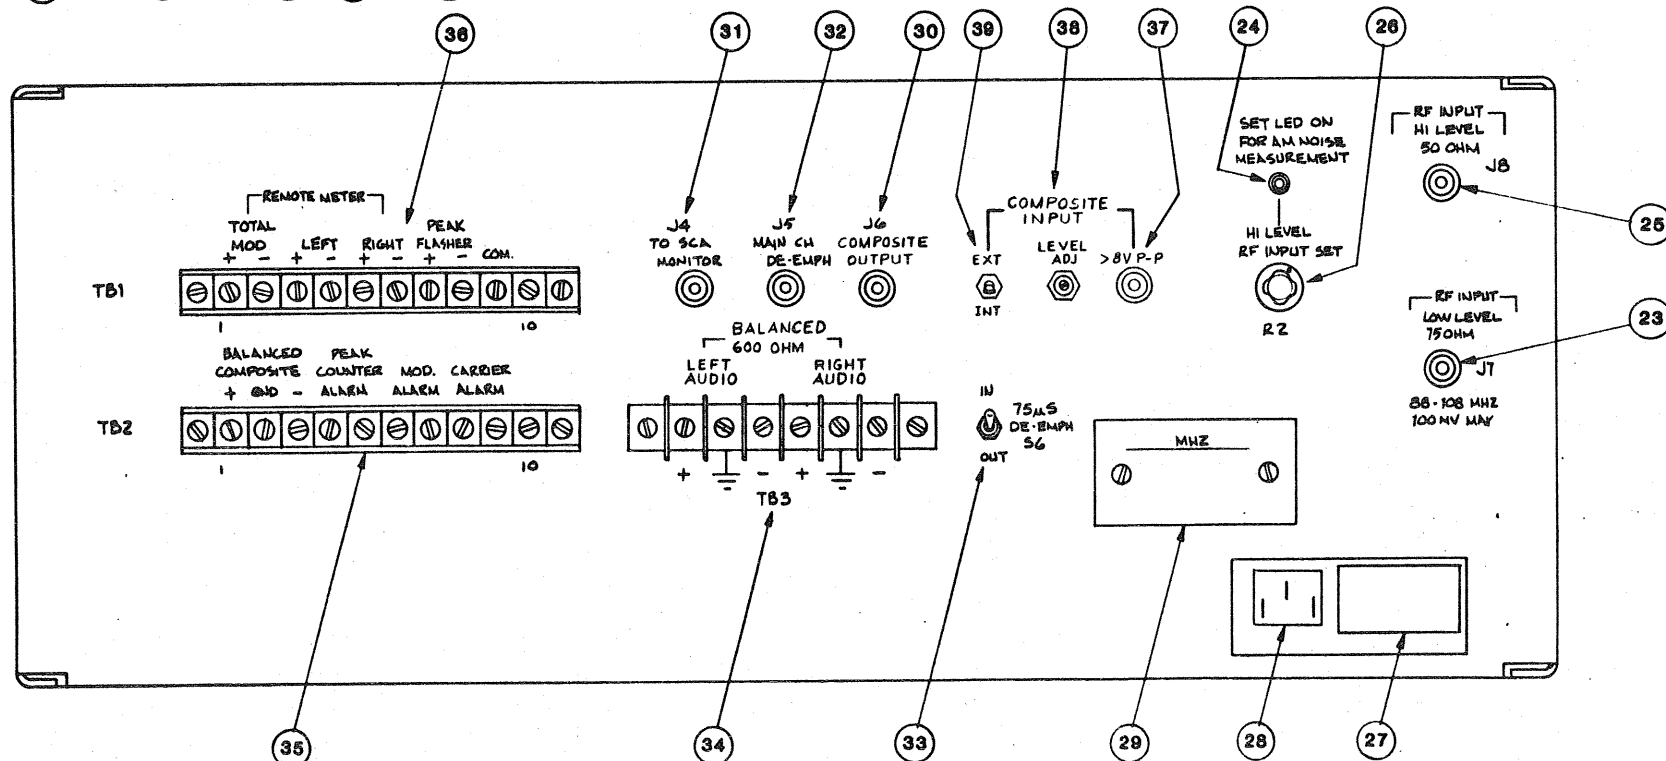 36 31 32 30 39 38 37 24 26
REMOTE METER
TOTAL MOD
+ -
LEFT
+ -
RIGHT
+ -
PEAK FLASHER
+ -
COM.
TB1
1 10
BALANCED COMPOSITE
+ GND -
PEAK COUNTER ALARM
MOD. ALARM
CARRIER ALARM
TB2
1 10
J4
TO SCA
MONITOR
J5
MAIN CH
DE-EMPH
J6
COMPOSITE
OUTPUT
COMPOSITE
INPUT
EXT
INT
LEVEL
ADJ
>8V P-P
SET LED ON
FOR AM NOISE
MEASUREMENT
HI LEVEL
RF INPUT SET
R2
RF INPUT
HI LEVEL
50 OHM
J8
25
RF INPUT
LOW LEVEL
75 OHM
23
J7
88-108 MHZ
100 MV MAY
BALANCED
600 OHM
LEFT
AUDIO
RIGHT
AUDIO
+ - + -
TB3
IN
75µS
DE-EMPH
S6
OUT
MHZ
35 34 33 29 28 27